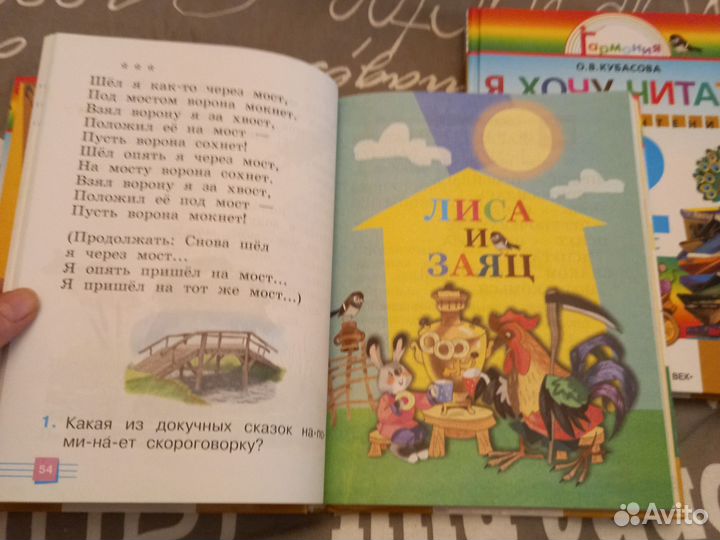 * * *
Шёл я как-то через мост,
Под мостом ворона мокнет.
Взял ворону я за хвост,
Положил её на мост —
Пусть ворона сохнет!
Шёл опять я через мост,
На мосту ворона сохнет.
Взял ворону я за хвост,
Положил её под мост —
Пусть ворона мокнет!
(Продолжать: Снова шёл
я через мост...
Я опять пришёл на мост...
Я пришёл на тот же мост...)
1. Какая из докучных сказок на-по-
ми-на́-ет скороговорку?
54
ЛИСА
И
ЗАЯЦ
Гармония
О.В.КУБАСОВА
Я ХОЧУ ЧИТА
2
ВЕК
Avito